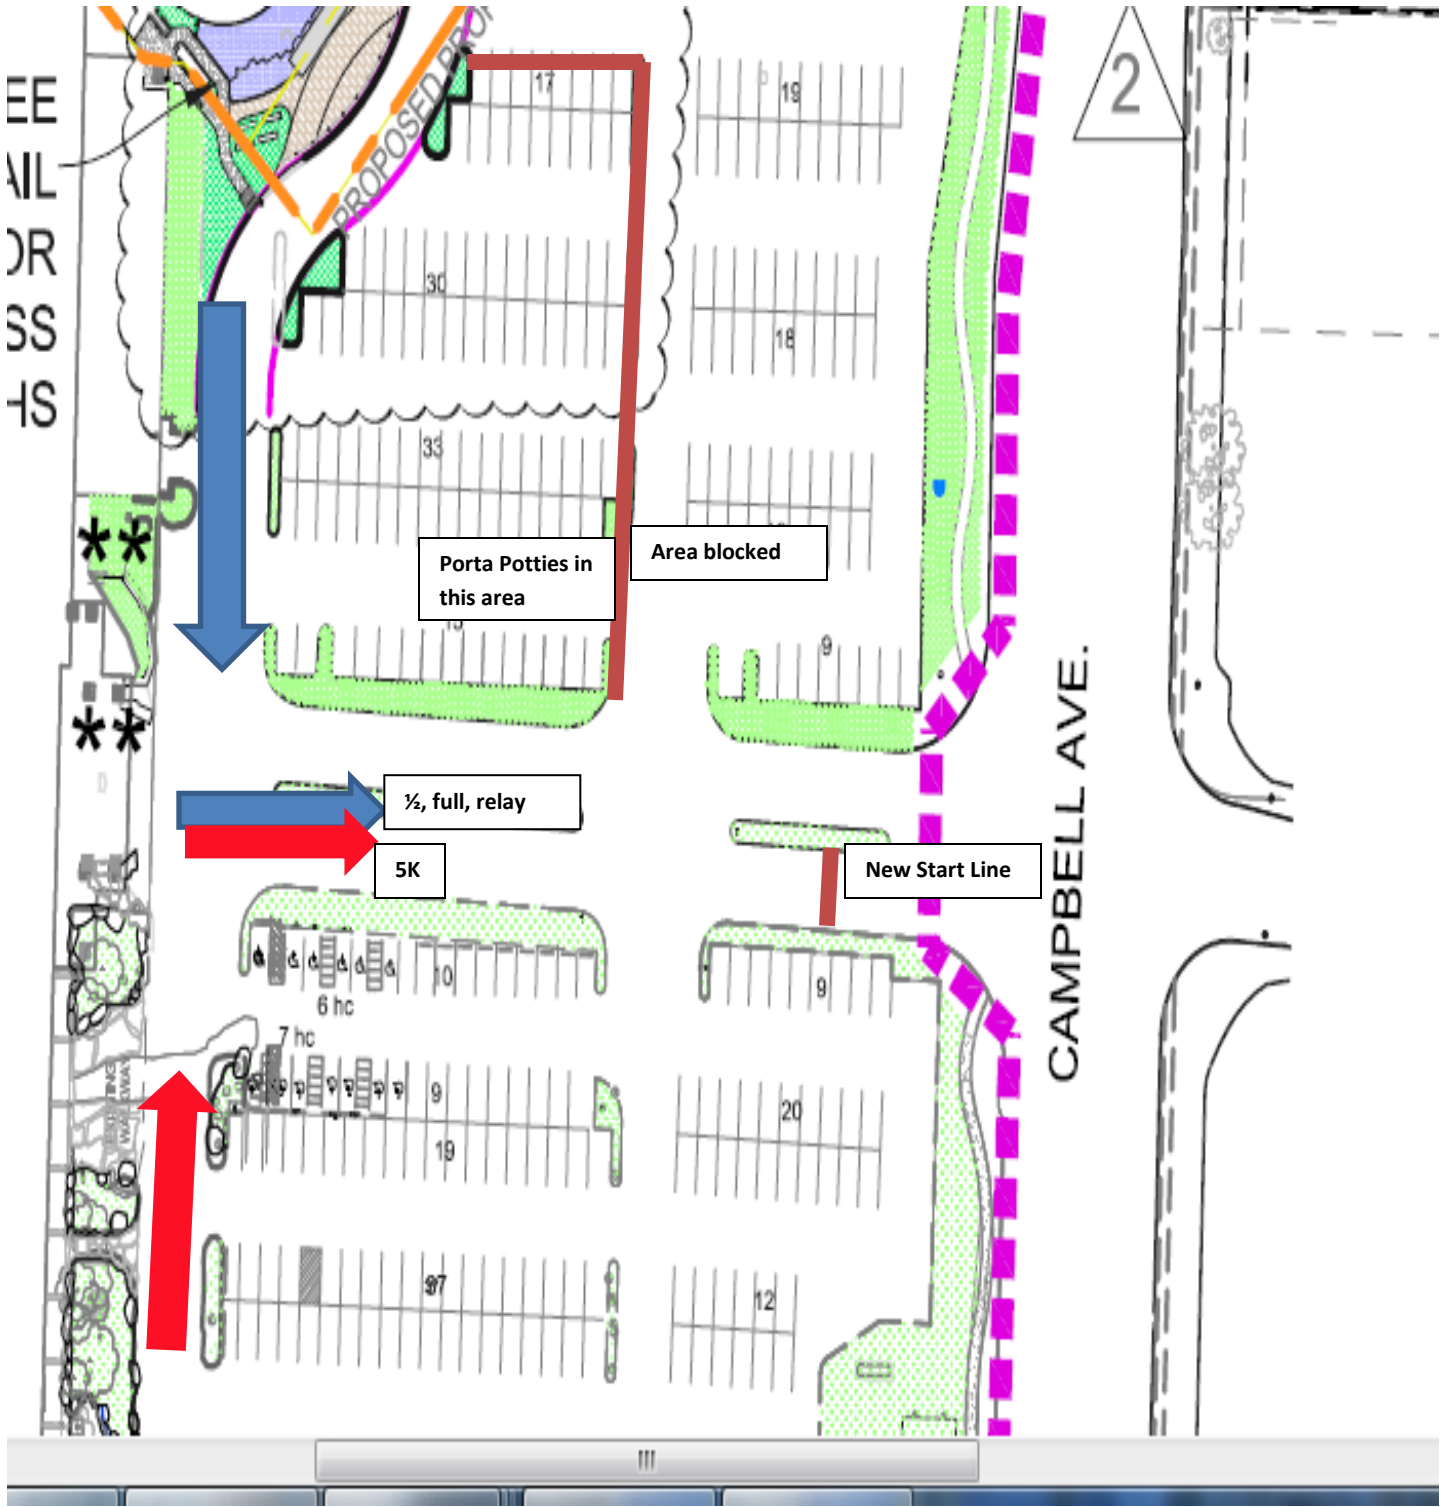 17
19
2
EE
AIL
OR
SS
HS
PROPOSED PRO
30
18
33
**
Porta Potties in
this area
Area blocked
9
**
CAMPBELL AVE.
½, full, relay
5K
New Start Line
10
9
6 hc
7 hc
EXISTING
WALKWAY
9
20
19
12